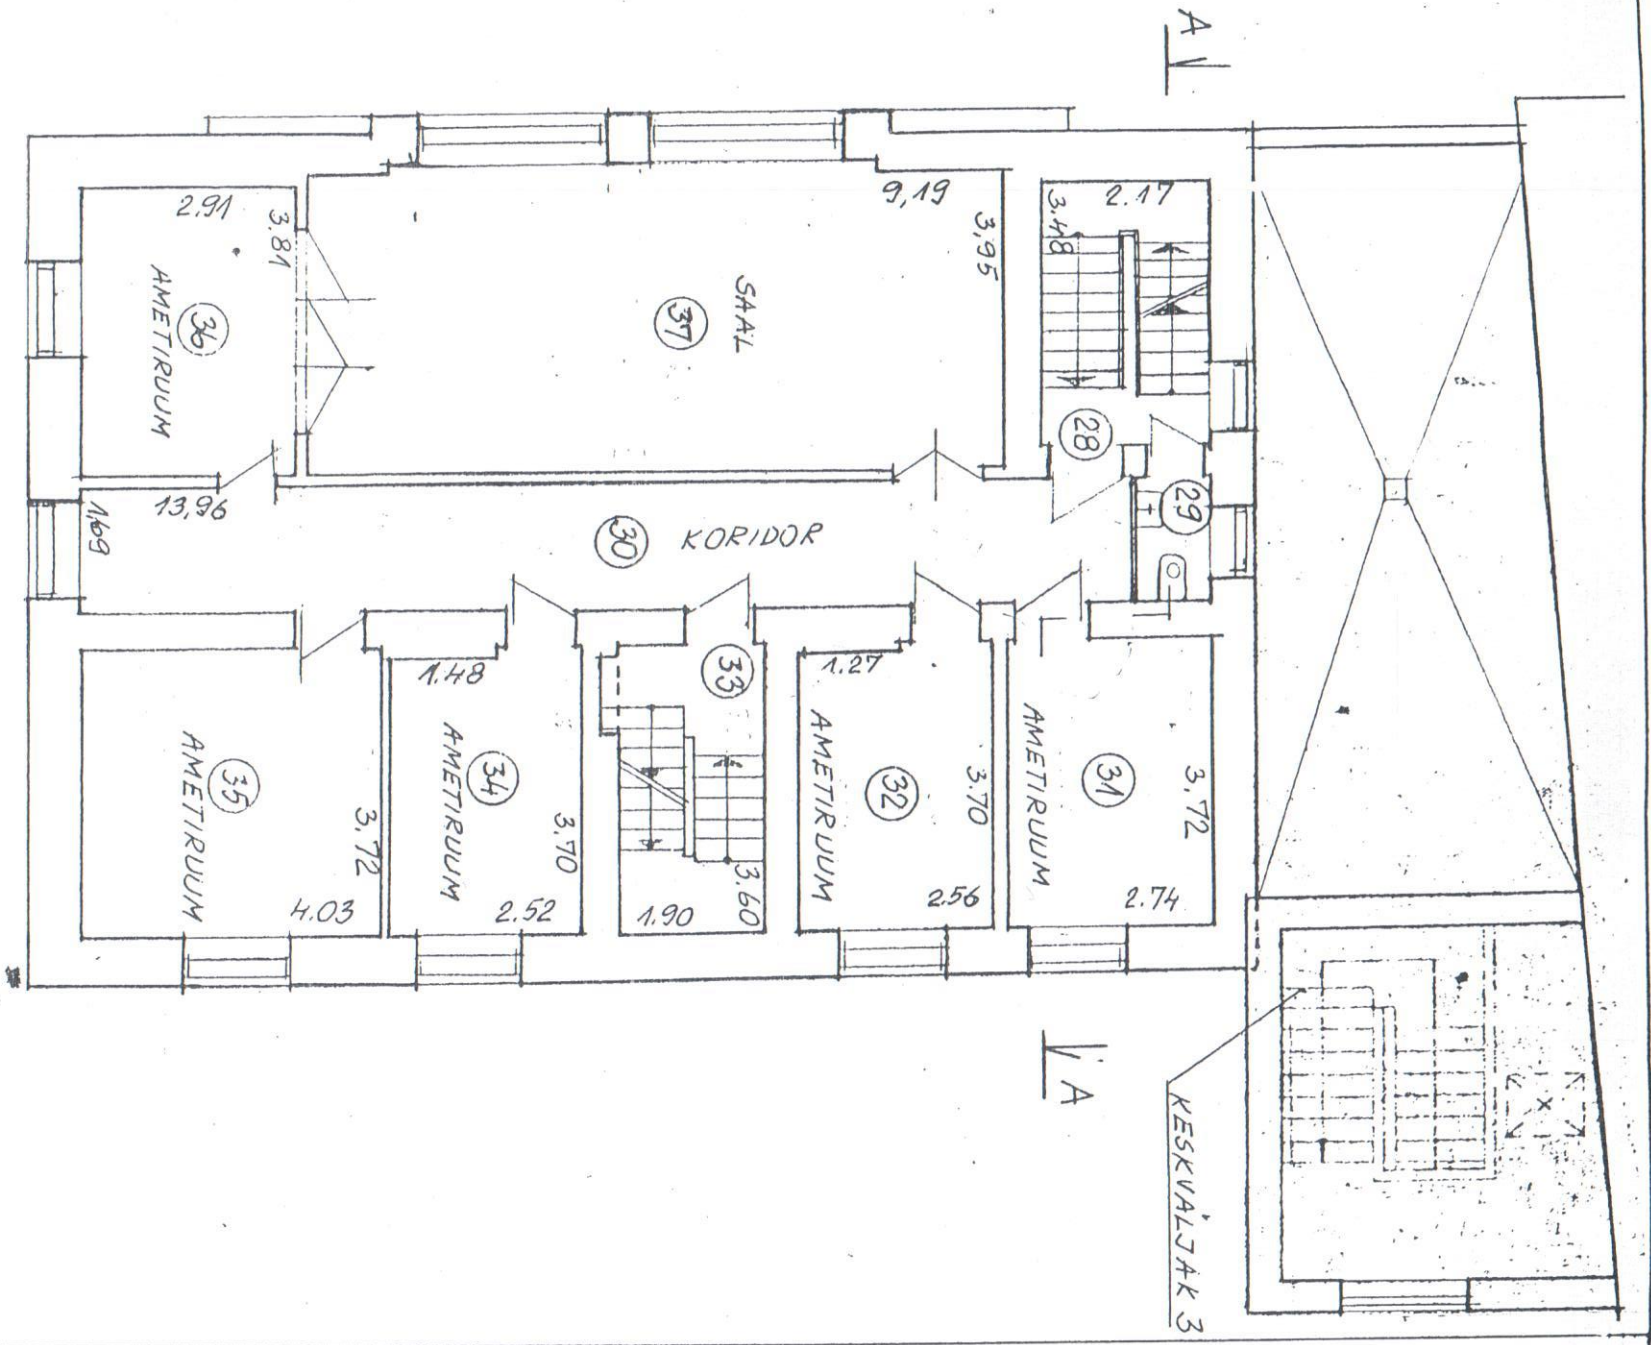 A
9,19
3,95
2.17
3.48
2.91
3.81
SAAL
37
36
AMETIRUUM
28
29
13,96
1,69
30
KORIDOR
1.48
33
1.27
34
AMETIRUUM
35
AMETIRUUM
32
AMETIRUUM
31
AMETIRUUM
3.72
3.70
3.72
3.70
4.03
2.52
1.90
3.60
2.56
2.74
A
X
KESKVÄLJAK 3